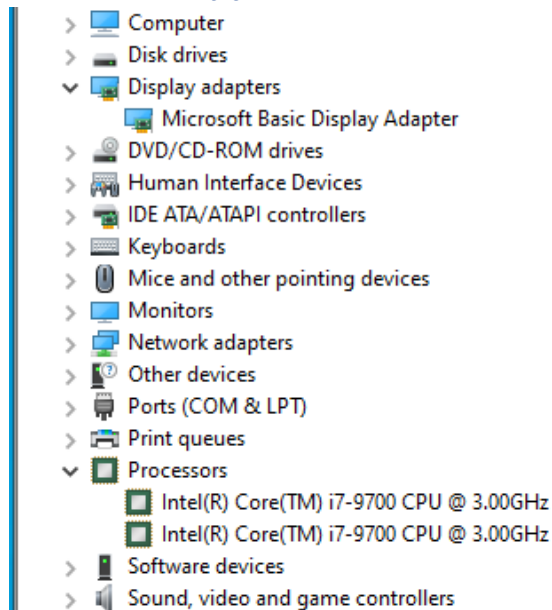 Computer
Disk drives
Display adapters
Microsoft Basic Display Adapter
DVD/CD-ROM drives
Human Interface Devices
IDE ATA/ATAPI controllers
Keyboards
Mice and other pointing devices
Monitors
Network adapters
Other devices
Ports (COM & LPT)
Print queues
Processors
Intel(R) Core(TM) i7-9700 CPU @ 3.00GHz
Intel(R) Core(TM) i7-9700 CPU @ 3.00GHz
Software devices
Sound, video and game controllers